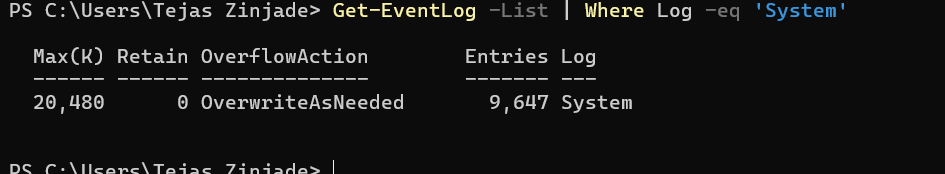 PS C:\Users\Tejas Zinjade> Get-EventLog -List | Where Log -eq 'System'
Max(K) Retain OverflowAction Entries Log
------ ------ -------------- ------- ---
20,480 0 OverwriteAsNeeded 9,647 System
PS C:\Users\Tejas Zinjade>